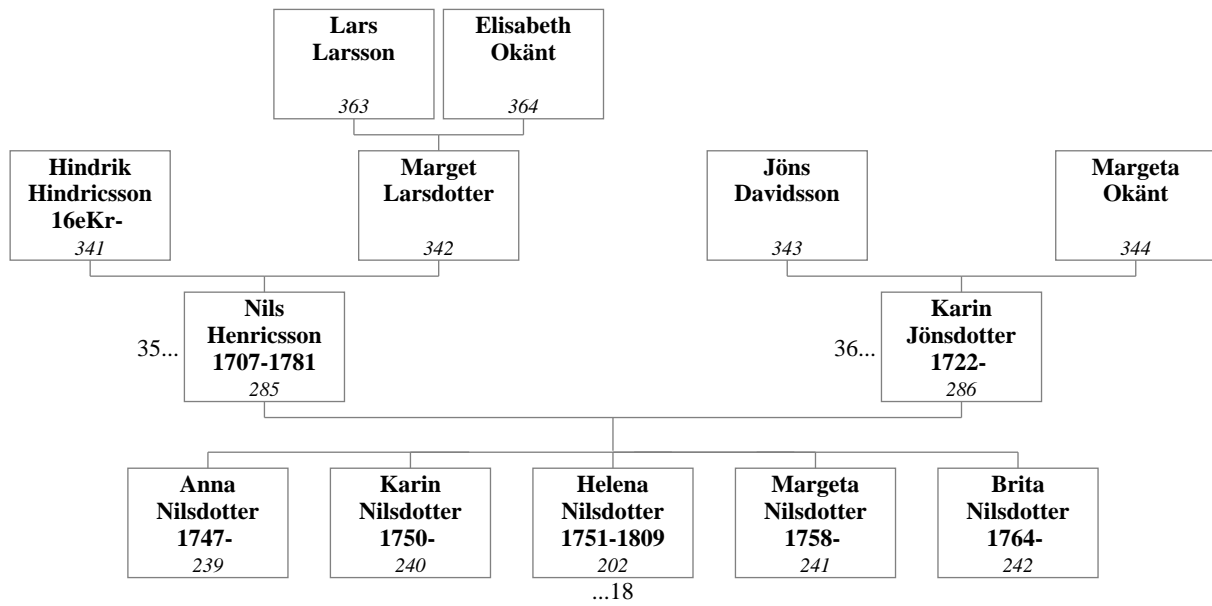 Lars
Larsson
363
Elisabeth
Okänt
364
Hindrik
Hindricsson
16eKr-
341
Marget
Larsdotter
342
Jöns
Davidsson
343
Margeta
Okänt
344
35...
Nils
Henricsson
1707-1781
285
36...
Karin
Jönsdotter
1722-
286
Anna
Nilsdotter
1747-
239
Karin
Nilsdotter
1750-
240
Helena
Nilsdotter
1751-1809
202
...18
Margeta
Nilsdotter
1758-
241
Brita
Nilsdotter
1764-
242